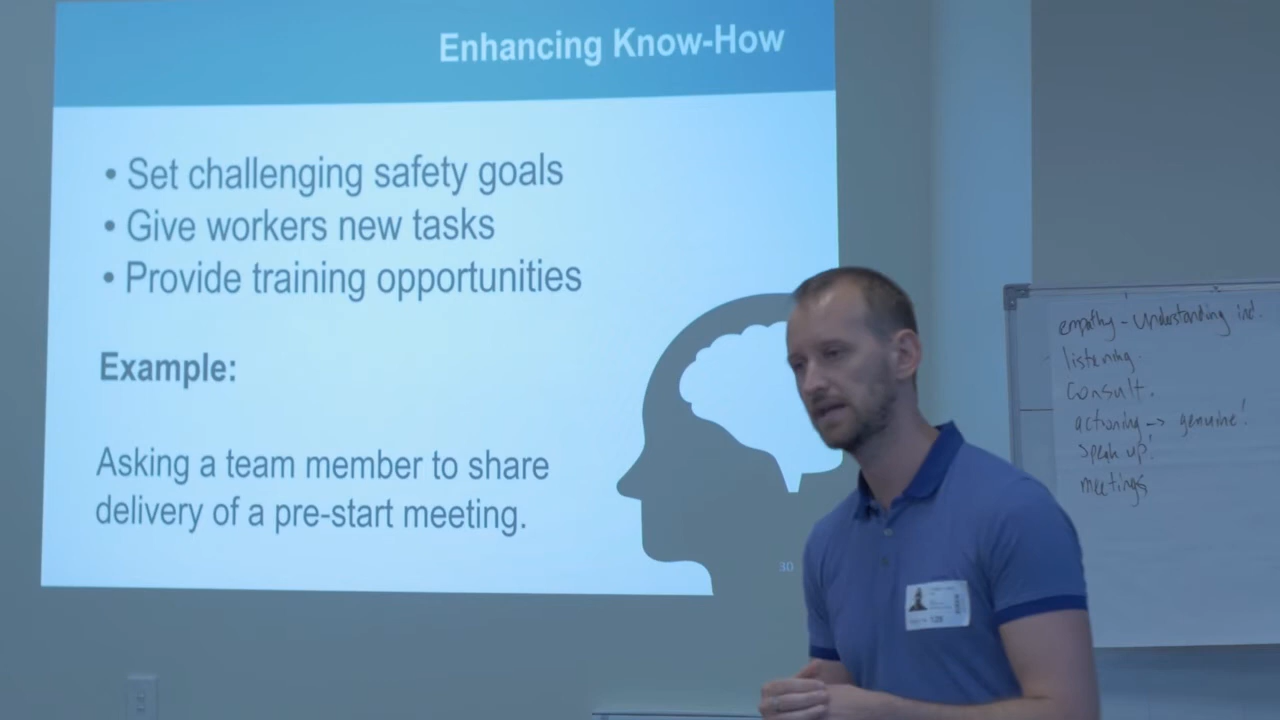 Enhancing Know-How
• Set challenging safety goals
• Give workers new tasks
• Provide training opportunities
Example:
Asking a team member to share
delivery of a pre-start meeting.
30
empathy - understanding ind.
listening.
Consult.
actioning -> genuine!
Speak up!
meetings